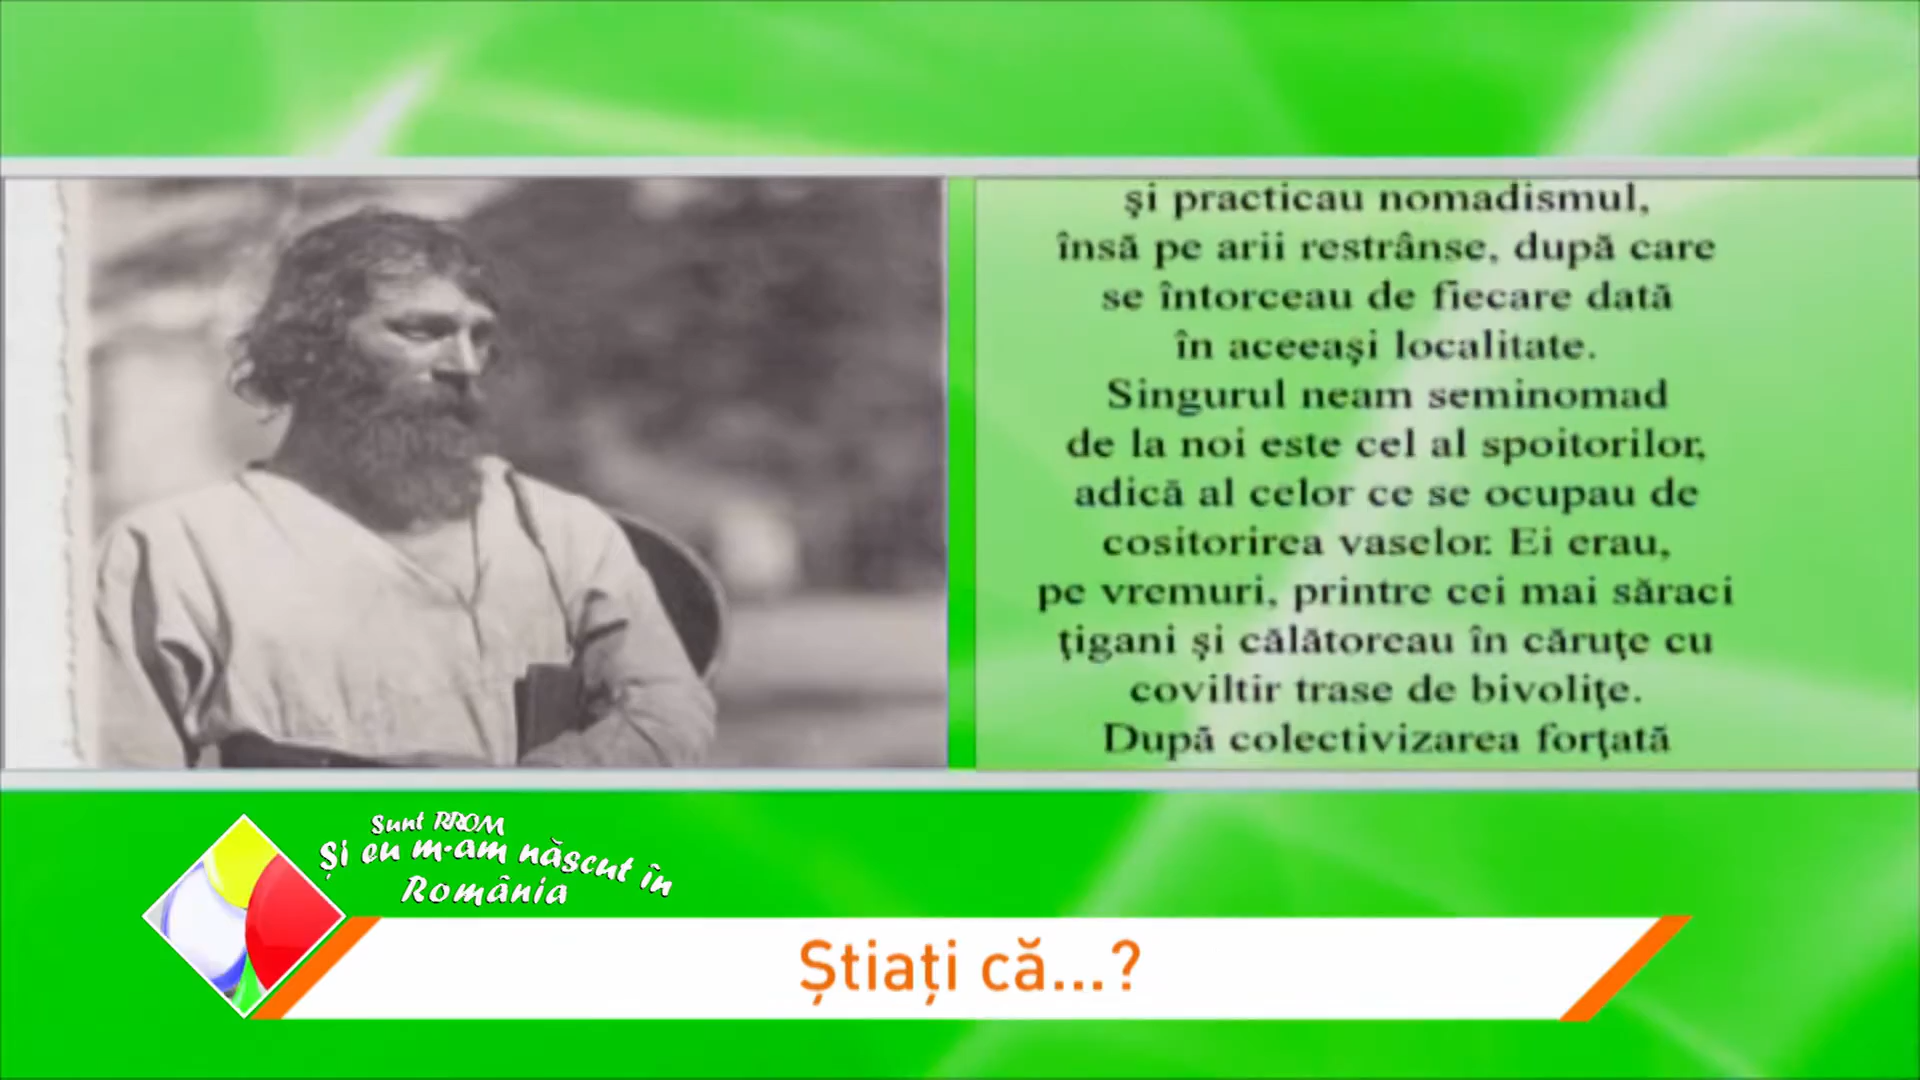 şi practicau nomadismul,
însă pe arii restrânse, după care
se întorceau de fiecare dată
în aceeaşi localitate.
Singurul neam seminomad
de la noi este cel al spoitorilor,
adică al celor ce se ocupau de
cositorirea vaselor. Ei erau,
pe vremuri, printre cei mai săraci
ţigani şi călătoreau în căruţe cu
coviltir trase de bivoliţe.
După colectivizarea forţată
Sunt RROM
Și eu m-am născut în
România
Știați că...?